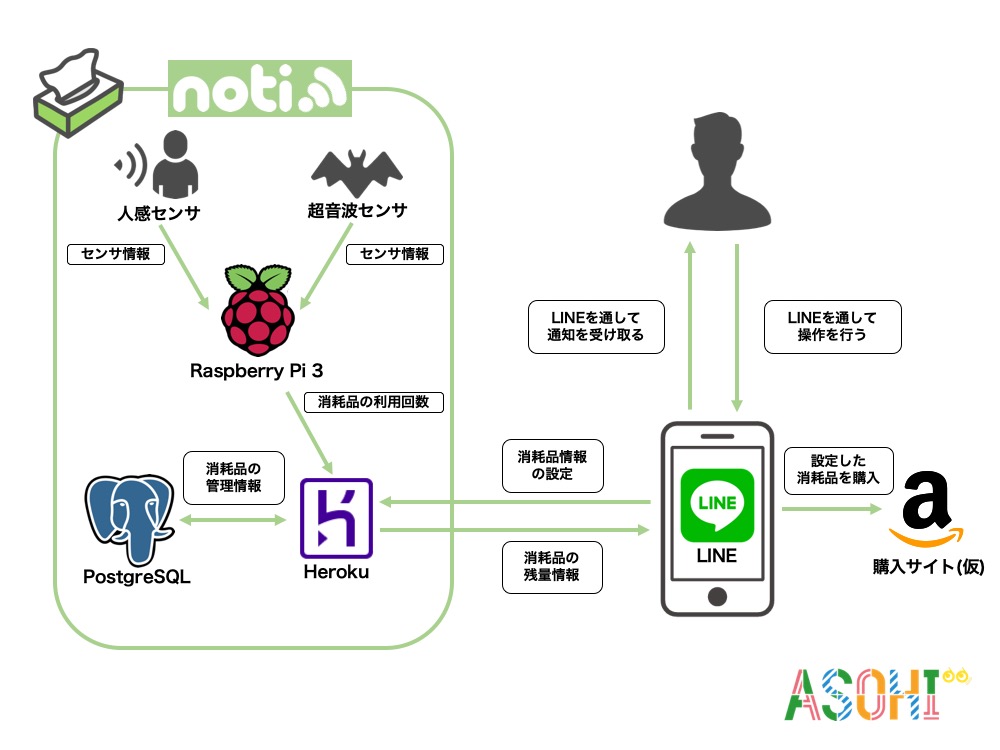 noti
人感センサ
超音波センサ
センサ情報
センサ情報
Raspberry Pi 3
消耗品の利用回数
消耗品の
管理情報
PostgreSQL
Heroku
LINEを通して
通知を受け取る
LINEを通して
操作を行う
消耗品情報
の設定
消耗品の
残量情報
LINE
LINE
設定した
消耗品を購入
a
購入サイト(仮)
ASOHI